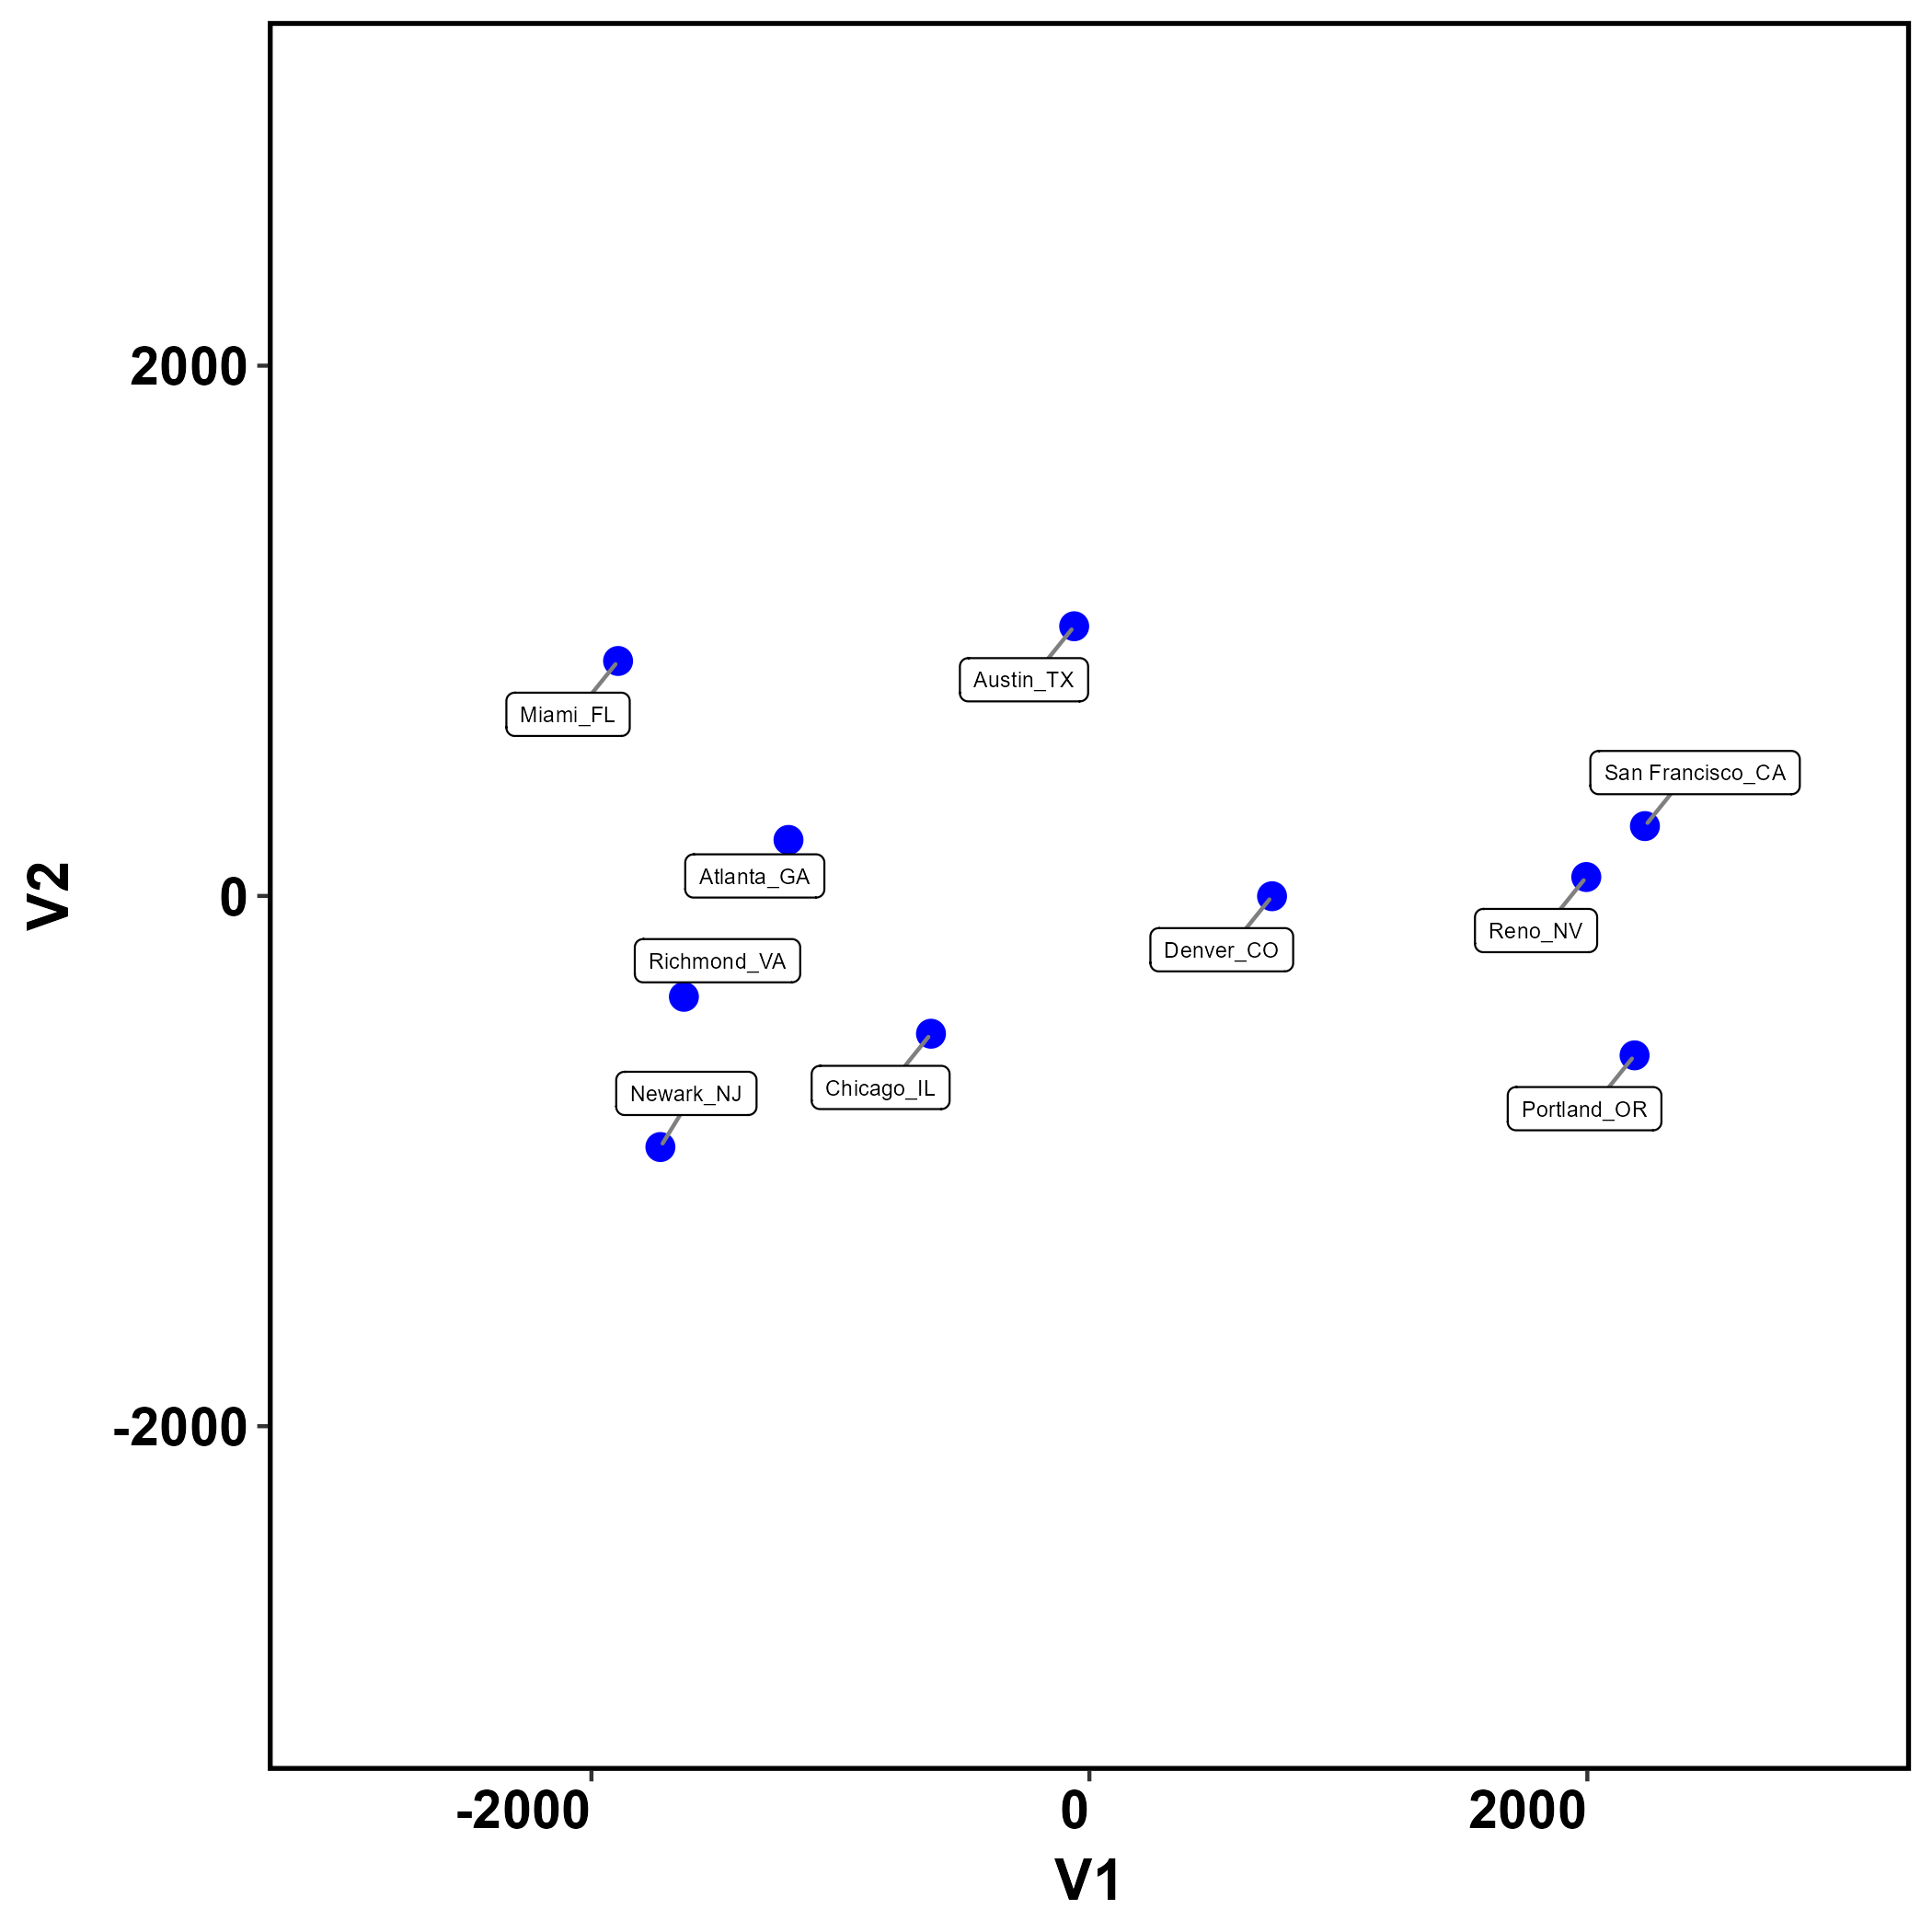 2000
Austin_TX
Miami_FL
San Francisco_CA
Atlanta_GA
V2
0
Reno_NV
Denver_CO
Richmond_VA
Chicago_IL
Newark_NJ
Portland_OR
-2000
-2000
0
2000
V1